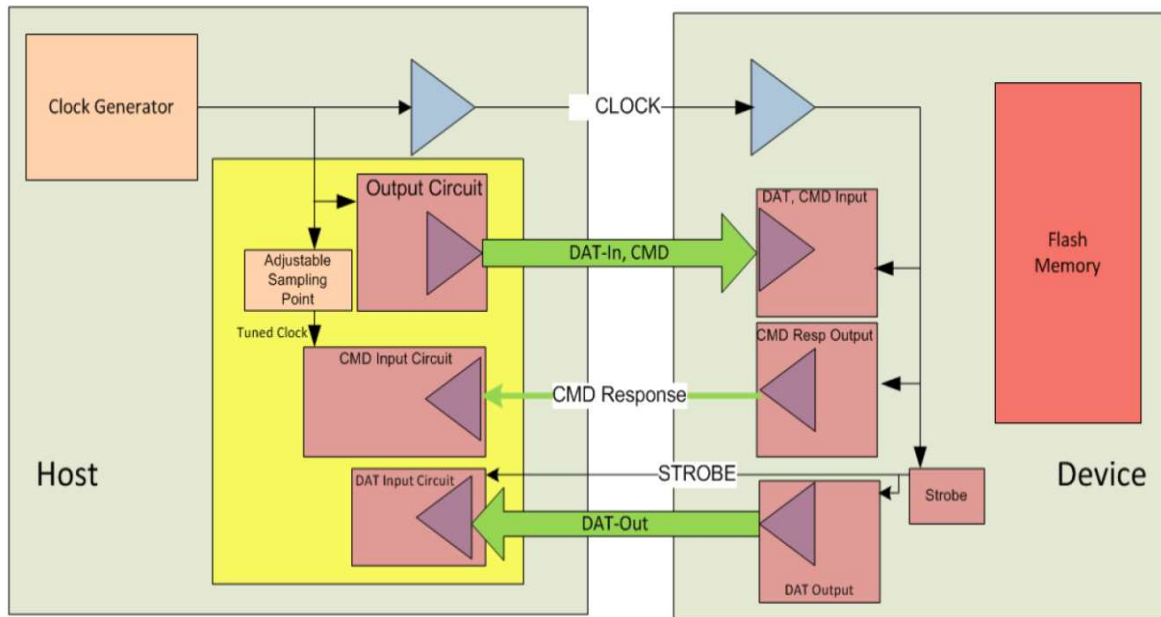 Clock Generator
CLOCK
Output Circuit
DAT, CMD Input
DAT-In, CMD
Flash
Memory
Adjustable
Sampling
Point
Tuned Clock
CMD Input Circuit
CMD Resp Output
CMD Response
Host
STROBE
Device
DAT Input Circuit
Strobe
DAT-Out
DAT Output